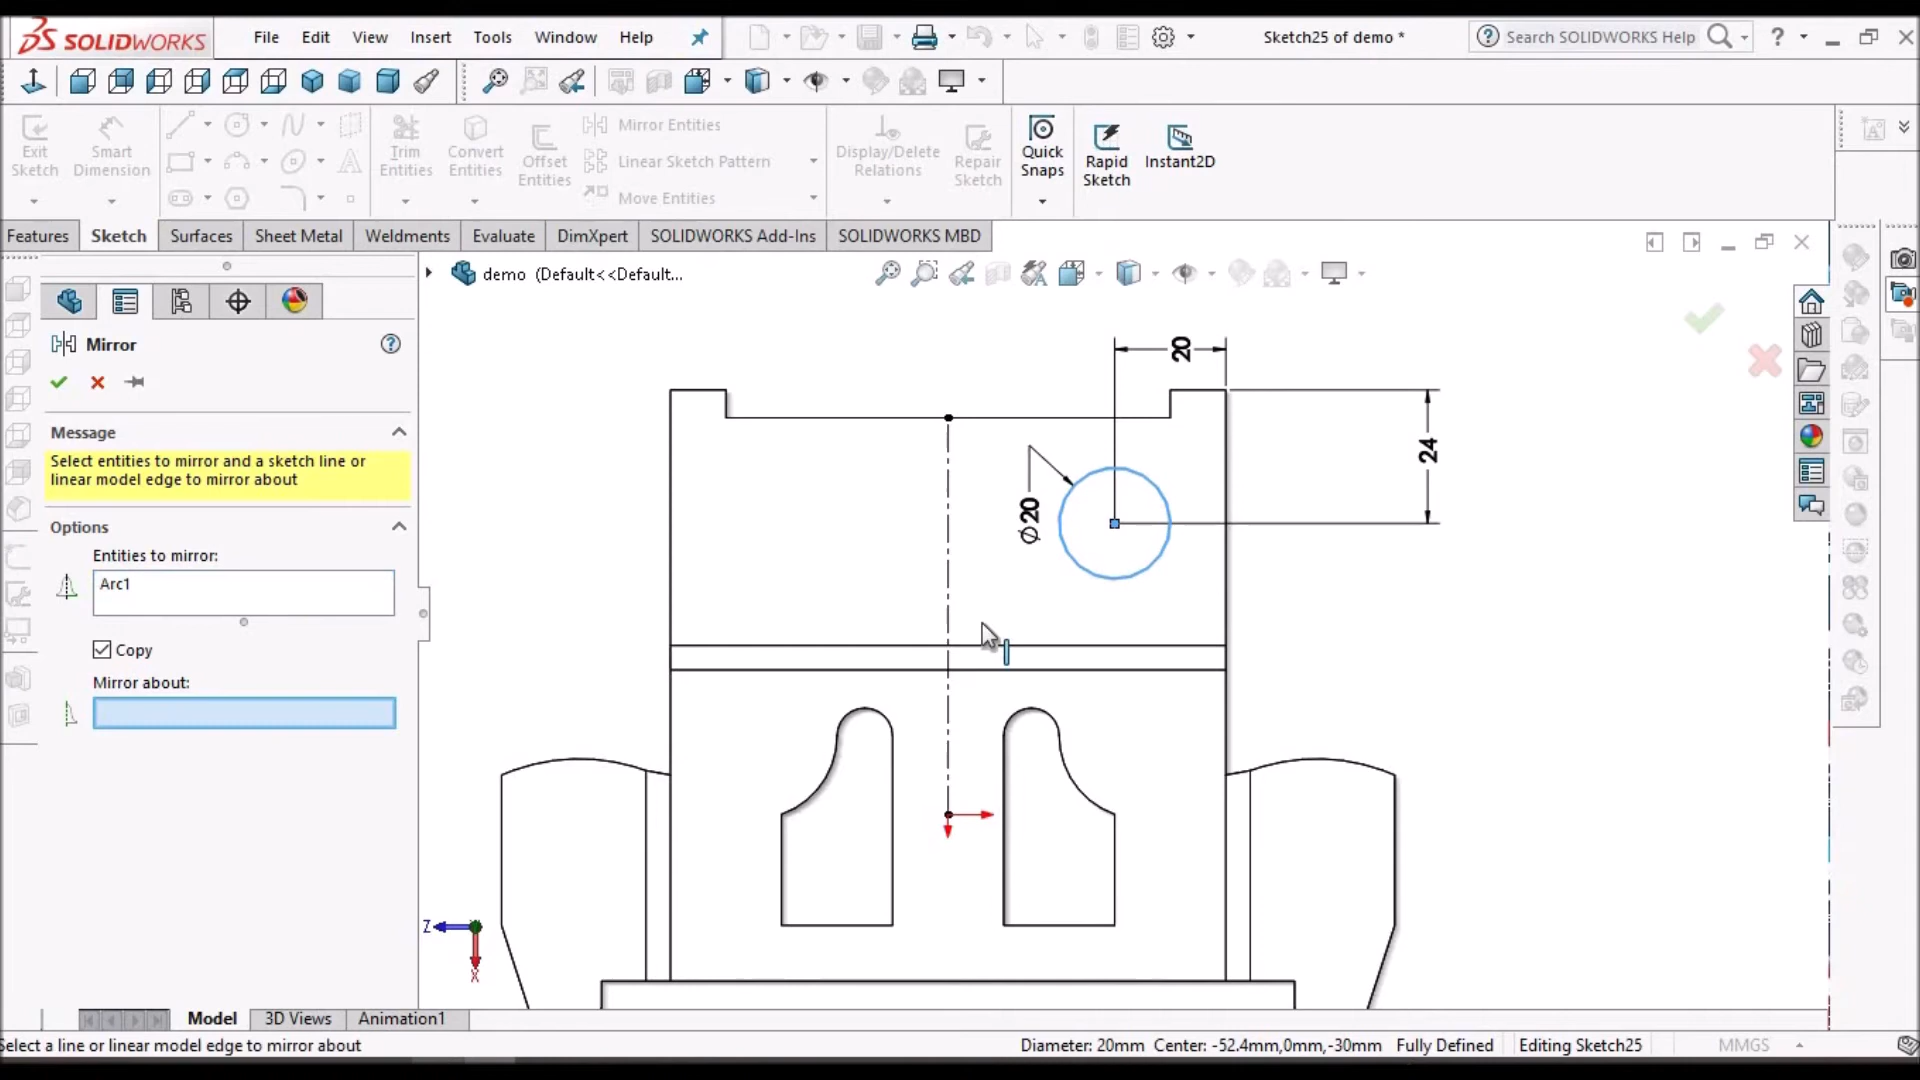 SOLIDWORKS File Edit View Insert Tools Window Help Sketch25 of demo * Search SOLIDWORKS Help
Exit Sketch
Smart Dimension
Trim Entities
Convert Entities
Offset Entities
Mirror Entities
Linear Sketch Pattern
Move Entities
Display/Delete Relations
Repair Sketch
Quick Snaps
Rapid Sketch
Instant2D
Features Sketch Surfaces Sheet Metal Weldments Evaluate DimXpert SOLIDWORKS Add-Ins SOLIDWORKS MBD
demo (Default<<Default...
Mirror
Message
Select entities to mirror and a sketch line or
linear model edge to mirror about
Options
Entities to mirror:
Arc1
Copy
Mirror about:
20
24
∅20
Z
X
Model 3D Views Animation1
Select a line or linear model edge to mirror about Diameter: 20mm Center: -52.4mm,0mm,-30mm Fully Defined Editing Sketch25 MMGS